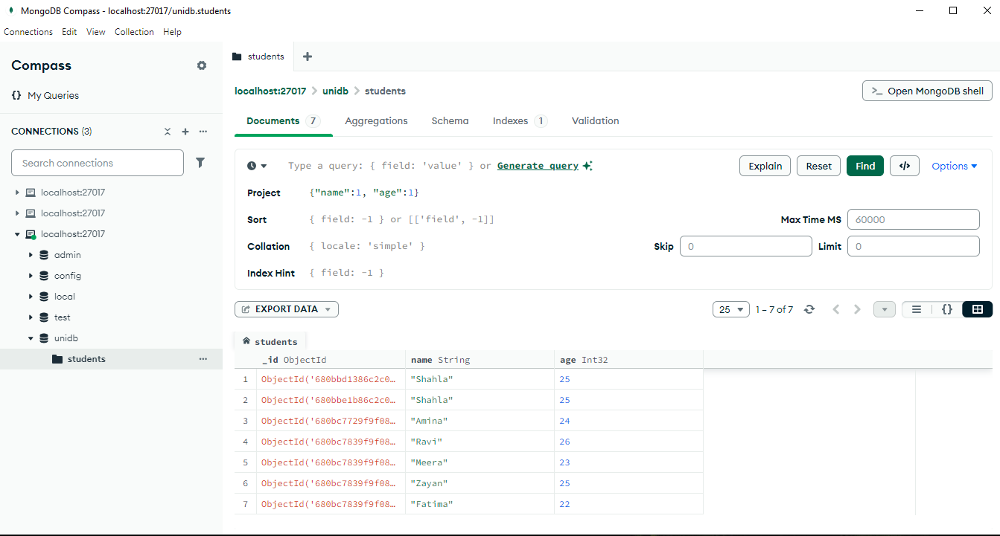 MongoDB Compass - localhost:27017/unidb.students
Connections Edit View Collection Help
Compass
{} My Queries
CONNECTIONS (3)
Search connections
localhost:27017
localhost:27017
localhost:27017
admin
config
local
test
unidb
students
students
localhost:27017 > unidb > students
>_ Open MongoDB shell
Documents 7 Aggregations Schema Indexes 1 Validation
Type a query: { field: 'value' } or Generate query
Explain Reset Find </> Options
Project {"name":1, "age":1}
Sort { field: -1 } or [['field', -1]] Max Time MS 60000
Collation { locale: 'simple' } Skip 0 Limit 0
Index Hint { field: -1 }
EXPORT DATA 25 1 – 7 of 7 {}
students
_id ObjectId name String age Int32
1 ObjectId('680bbd1386c2c0… "Shahla" 25
2 ObjectId('680bbe1b86c2c0… "Shahla" 25
3 ObjectId('680bc7729f9f08… "Amina" 24
4 ObjectId('680bc7839f9f08… "Ravi" 26
5 ObjectId('680bc7839f9f08… "Meera" 23
6 ObjectId('680bc7839f9f08… "Zayan" 25
7 ObjectId('680bc7839f9f08… "Fatima" 22